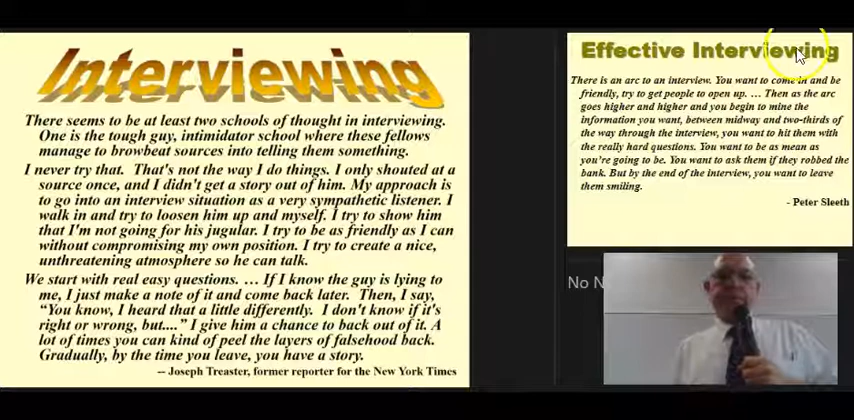 Interviewing
There seems to be at least two schools of thought in interviewing.
One is the tough guy, intimidator school where these fellows
manage to browbeat sources into telling them something.
I never try that. That's not the way I do things. I only shouted at a
source once, and I didn't get a story out of him. My approach is
to go into an interview situation as a very sympathetic listener. I
walk in and try to loosen him up and myself. I try to show him
that I'm not going for his jugular. I try to be as friendly as I can
without compromising my own position. I try to create a nice,
unthreatening atmosphere so he can talk.
We start with real easy questions. … If I know the guy is lying to
me, I just make a note of it and come back later. Then, I say,
“You know, I heard that a little differently. I don't know if it's
right or wrong, but....” I give him a chance to back out of it. A
lot of times you can kind of peel the layers of falsehood back.
Gradually, by the time you leave, you have a story.
-- Joseph Treaster, former reporter for the New York Times
Effective Interviewing
There is an arc to an interview. You want to come in and be
friendly, try to get people to open up. … Then as the arc
goes higher and higher and you begin to mine the
information you want, between midway and two-thirds of
the way through the interview, you want to hit them with
the really hard questions. You want to be as mean as
you're going to be. You want to ask them if they robbed the
bank. But by the end of the interview, you want to leave
them smiling.
- Peter Sleeth
No N